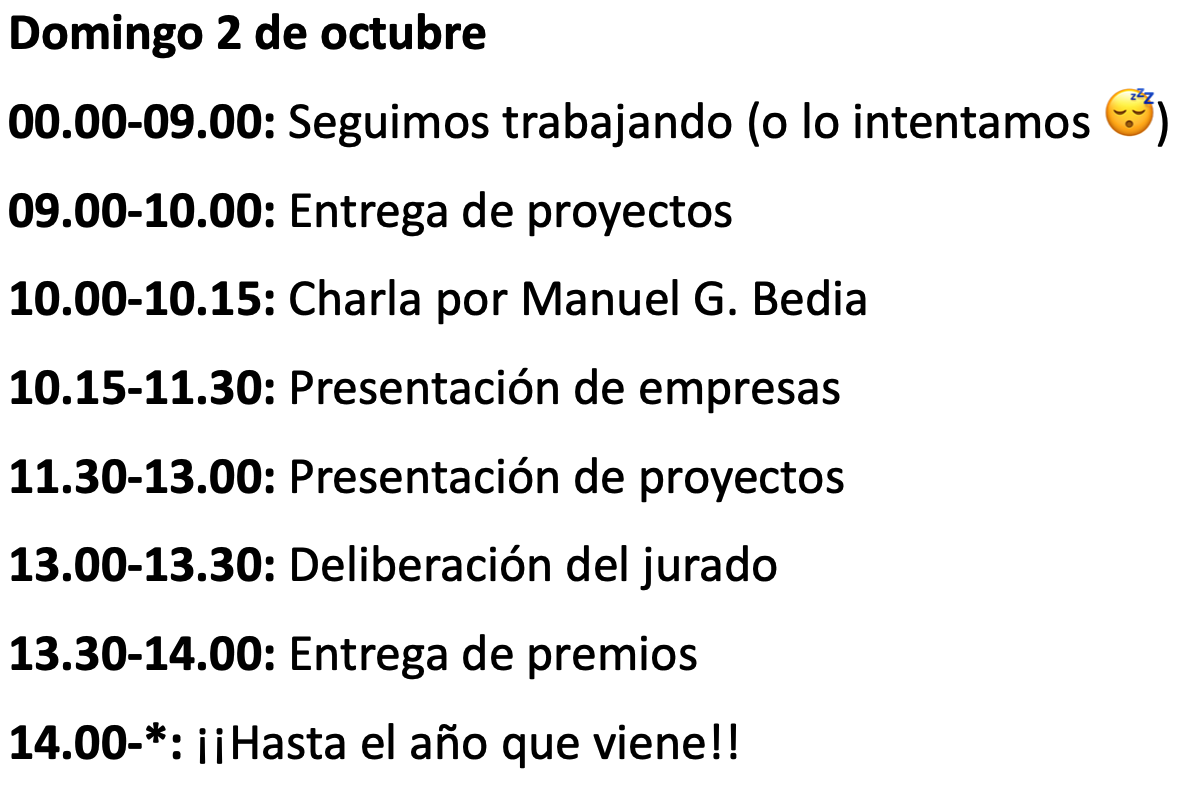 Domingo 2 de octubre
00.00-09.00: Seguimos trabajando (o lo intentamos 😴)
09.00-10.00: Entrega de proyectos
10.00-10.15: Charla por Manuel G. Bedia
10.15-11.30: Presentación de empresas
11.30-13.00: Presentación de proyectos
13.00-13.30: Deliberación del jurado
13.30-14.00: Entrega de premios
14.00-*: ¡¡Hasta el año que viene!!